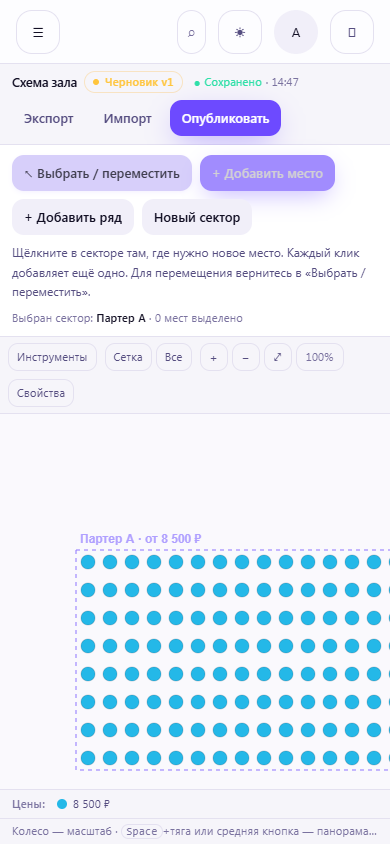 ☰ ⌕ ☀ A
Схема зала ● Черновик v1 ● Сохранено · 14:47
Экспорт Импорт Опубликовать
↖ Выбрать / переместить + Добавить место
+ Добавить ряд Новый сектор
Щёлкните в секторе там, где нужно новое место. Каждый клик
добавляет ещё одно. Для перемещения вернитесь в «Выбрать /
переместить».
Выбран сектор: Партер A · 0 мест выделено
Инструменты Сетка Все + − ⤢ 100%
Свойства
Партер A · от 8 500 ₽
Цены: 8 500 ₽
Колесо — масштаб · Space +тяга или средняя кнопка — панорама...